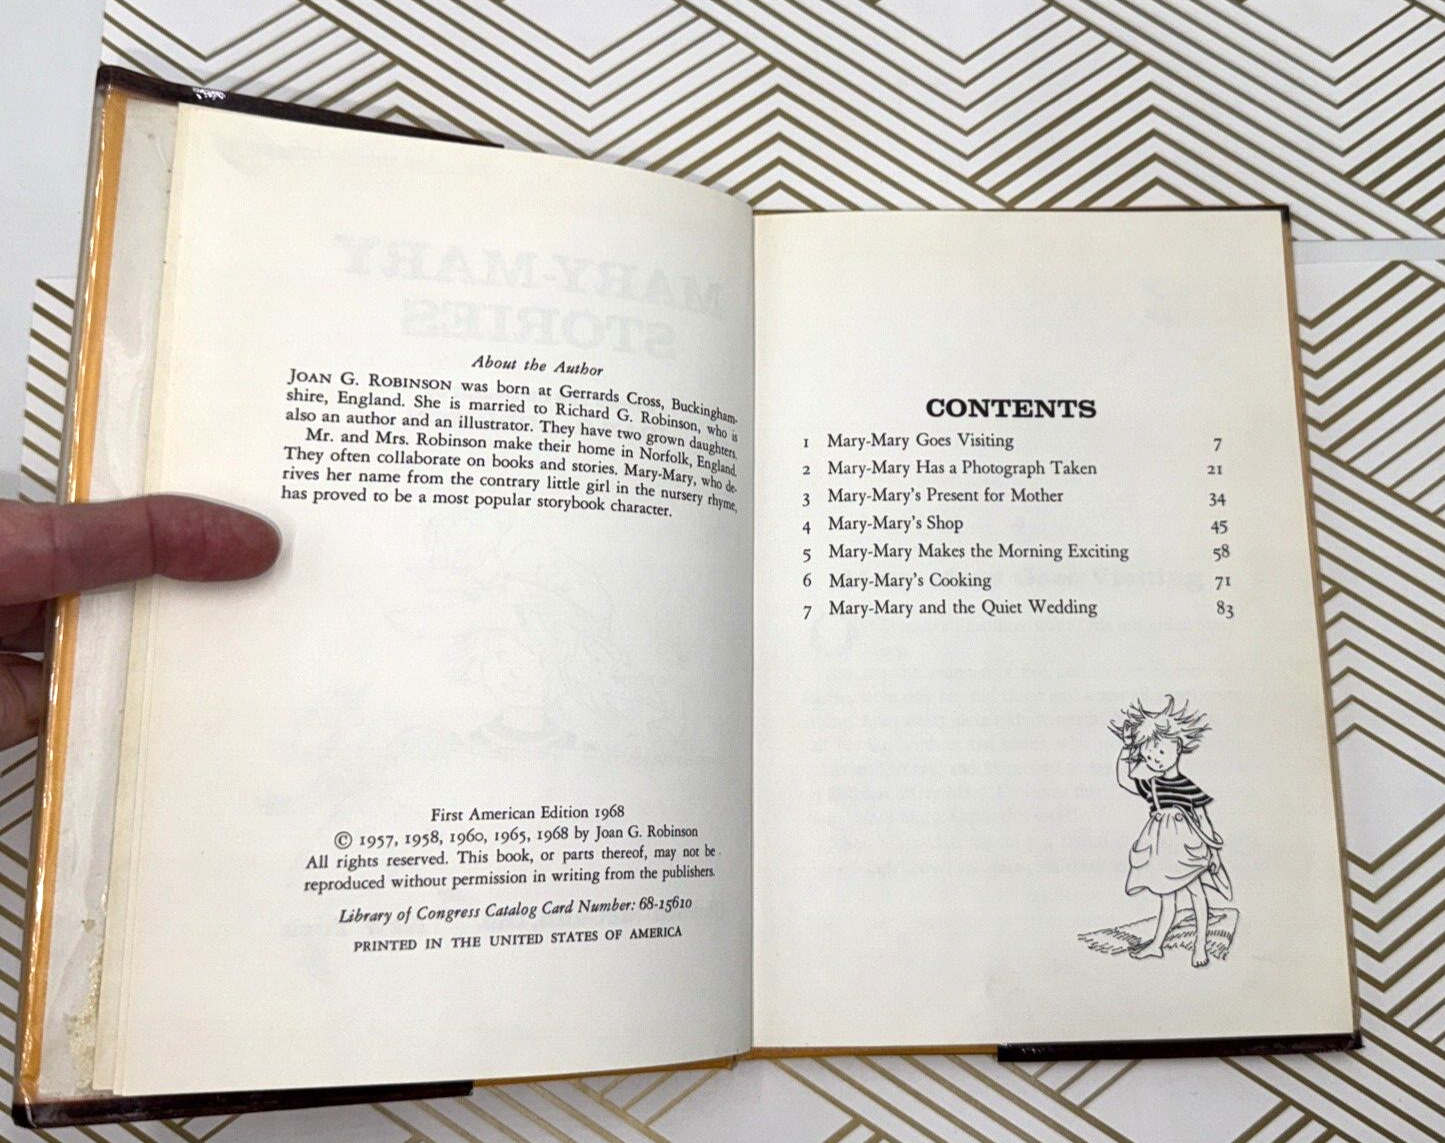 About the Author
JOAN G. ROBINSON was born at Gerrards Cross, Buckingham-
shire, England. She is married to Richard G. Robinson, who is
also an author and an illustrator. They have two grown daughters.
Mr. and Mrs. Robinson make their home in Norfolk, England.
They often collaborate on books and stories. Mary-Mary, who de-
rives her name from the contrary little girl in the nursery rhyme,
has proved to be a most popular storybook character.
First American Edition 1968
© 1957, 1958, 1960, 1965, 1968 by Joan G. Robinson
All rights reserved. This book, or parts thereof, may not be
reproduced without permission in writing from the publishers.
Library of Congress Catalog Card Number: 68-15610
PRINTED IN THE UNITED STATES OF AMERICA
CONTENTS
1 Mary-Mary Goes Visiting 7
2 Mary-Mary Has a Photograph Taken 21
3 Mary-Mary's Present for Mother 34
4 Mary-Mary's Shop 45
5 Mary-Mary Makes the Morning Exciting 58
6 Mary-Mary's Cooking 71
7 Mary-Mary and the Quiet Wedding 83
MARY-MARY
STORIES